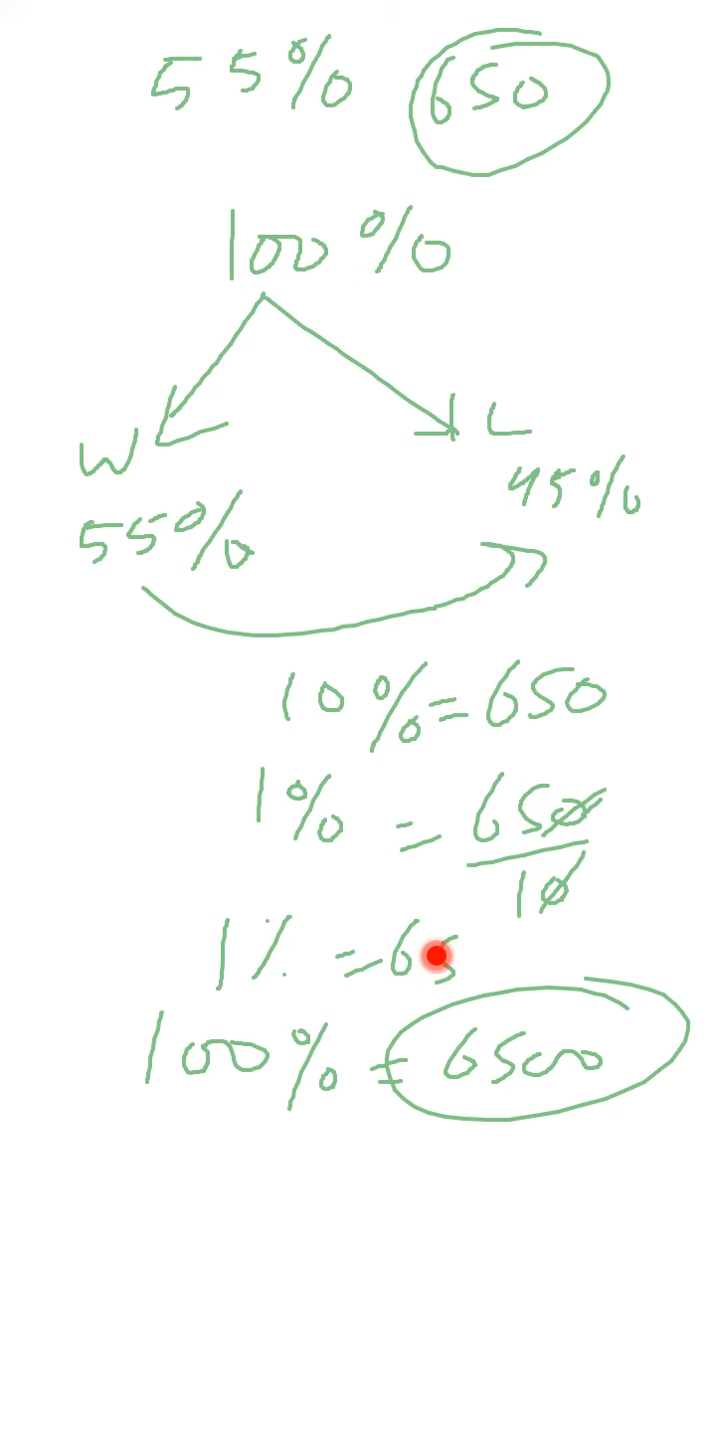 55% 650
100%
W L
55% 45%
10% = 650
1% = 650/10
1% = 65
100% = 6500